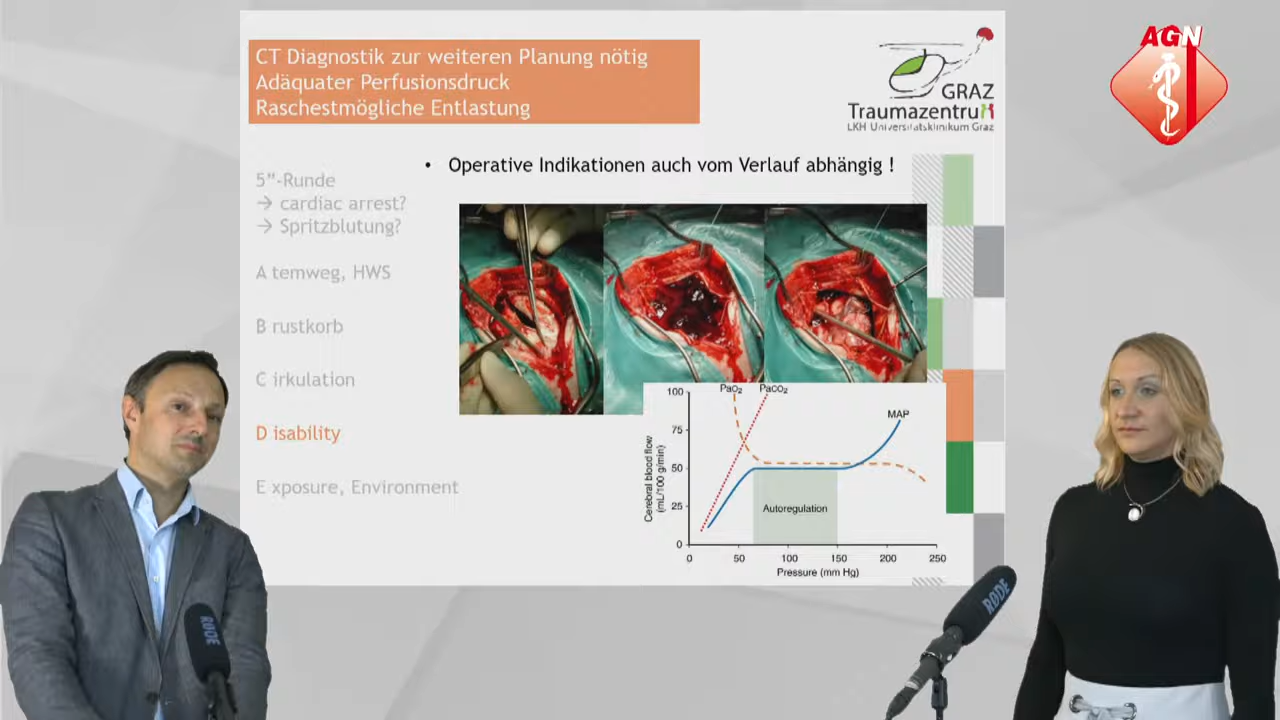 CT Diagnostik zur weiteren Planung nötig
Adäquater Perfusionsdruck
Raschestmögliche Entlastung
GRAZ
Traumazentrum
LKH Universitätsklinikum Graz
AGN
• Operative Indikationen auch vom Verlauf abhängig !
5”-Runde
→ cardiac arrest?
→ Spritzblutung?
A temweg, HWS
B rustkorb
C irkulation
D isability
E xposure, Environment
Pao2 Paco2
MAP
100
75
50
25
0
Cerebral blood flow
(mL/100 g/min)
Autoregulation
0 50 100 150 200 250
Pressure (mm Hg)
RØDE
RØDE